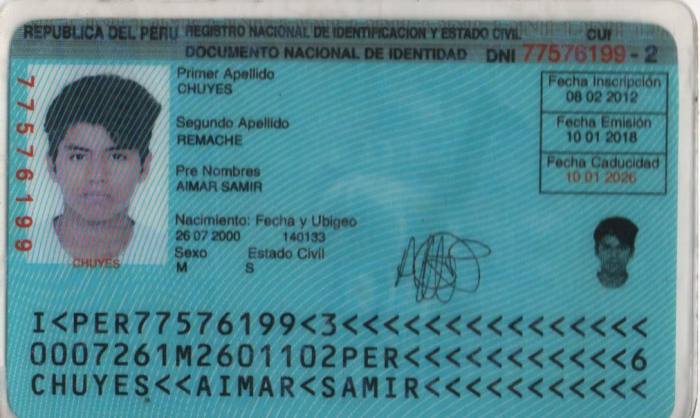 REPUBLICA DEL PERU REGISTRO NACIONAL DE IDENTIFICACION Y ESTADO CIVIL CUI
DOCUMENTO NACIONAL DE IDENTIDAD DNI 77576199 - 2
77576199
Primer Apellido
CHUYES
Segundo Apellido
REMACHE
Pre Nombres
AIMAR SAMIR
Nacimiento: Fecha y Ubigeo
26 07 2000 140133
Sexo Estado Civil
M S
Fecha Inscripción
08 02 2012
Fecha Emisión
10 01 2018
Fecha Caducidad
10 01 2026
CHUYES
I<PER77576199<3<<<<<<<<<<<<<<<
0007261M2601102PER<<<<<<<<<<<6
CHUYES<<AIMAR<SAMIR<<<<<<<<<<<